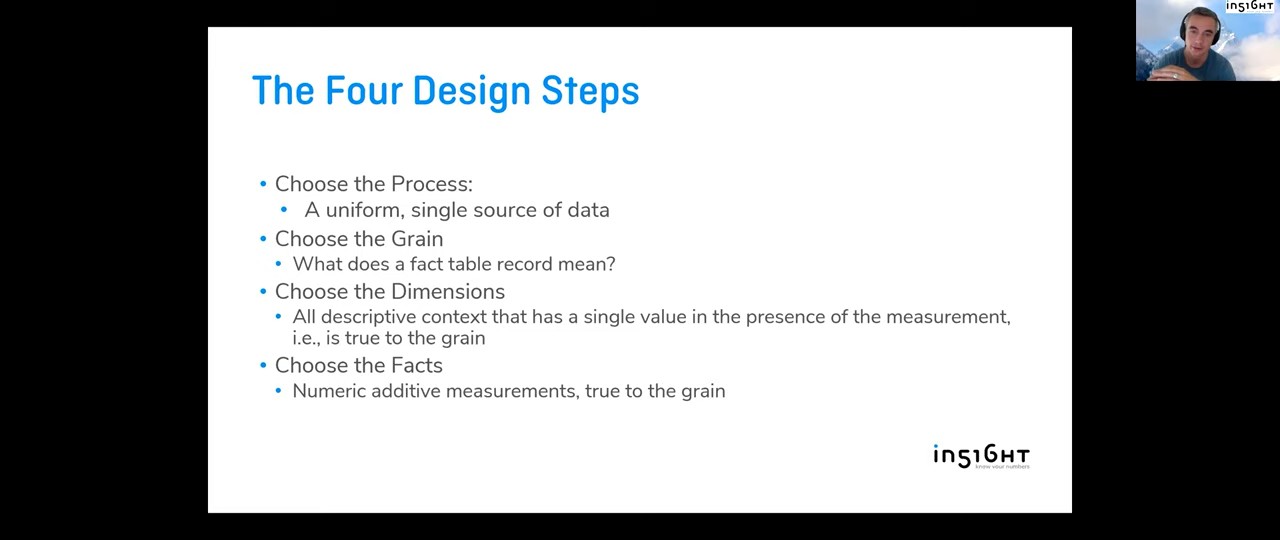 in516HT
The Four Design Steps
• Choose the Process:
• A uniform, single source of data
• Choose the Grain
• What does a fact table record mean?
• Choose the Dimensions
• All descriptive context that has a single value in the presence of the measurement,
i.e., is true to the grain
• Choose the Facts
• Numeric additive measurements, true to the grain
in516HT
know your numbers